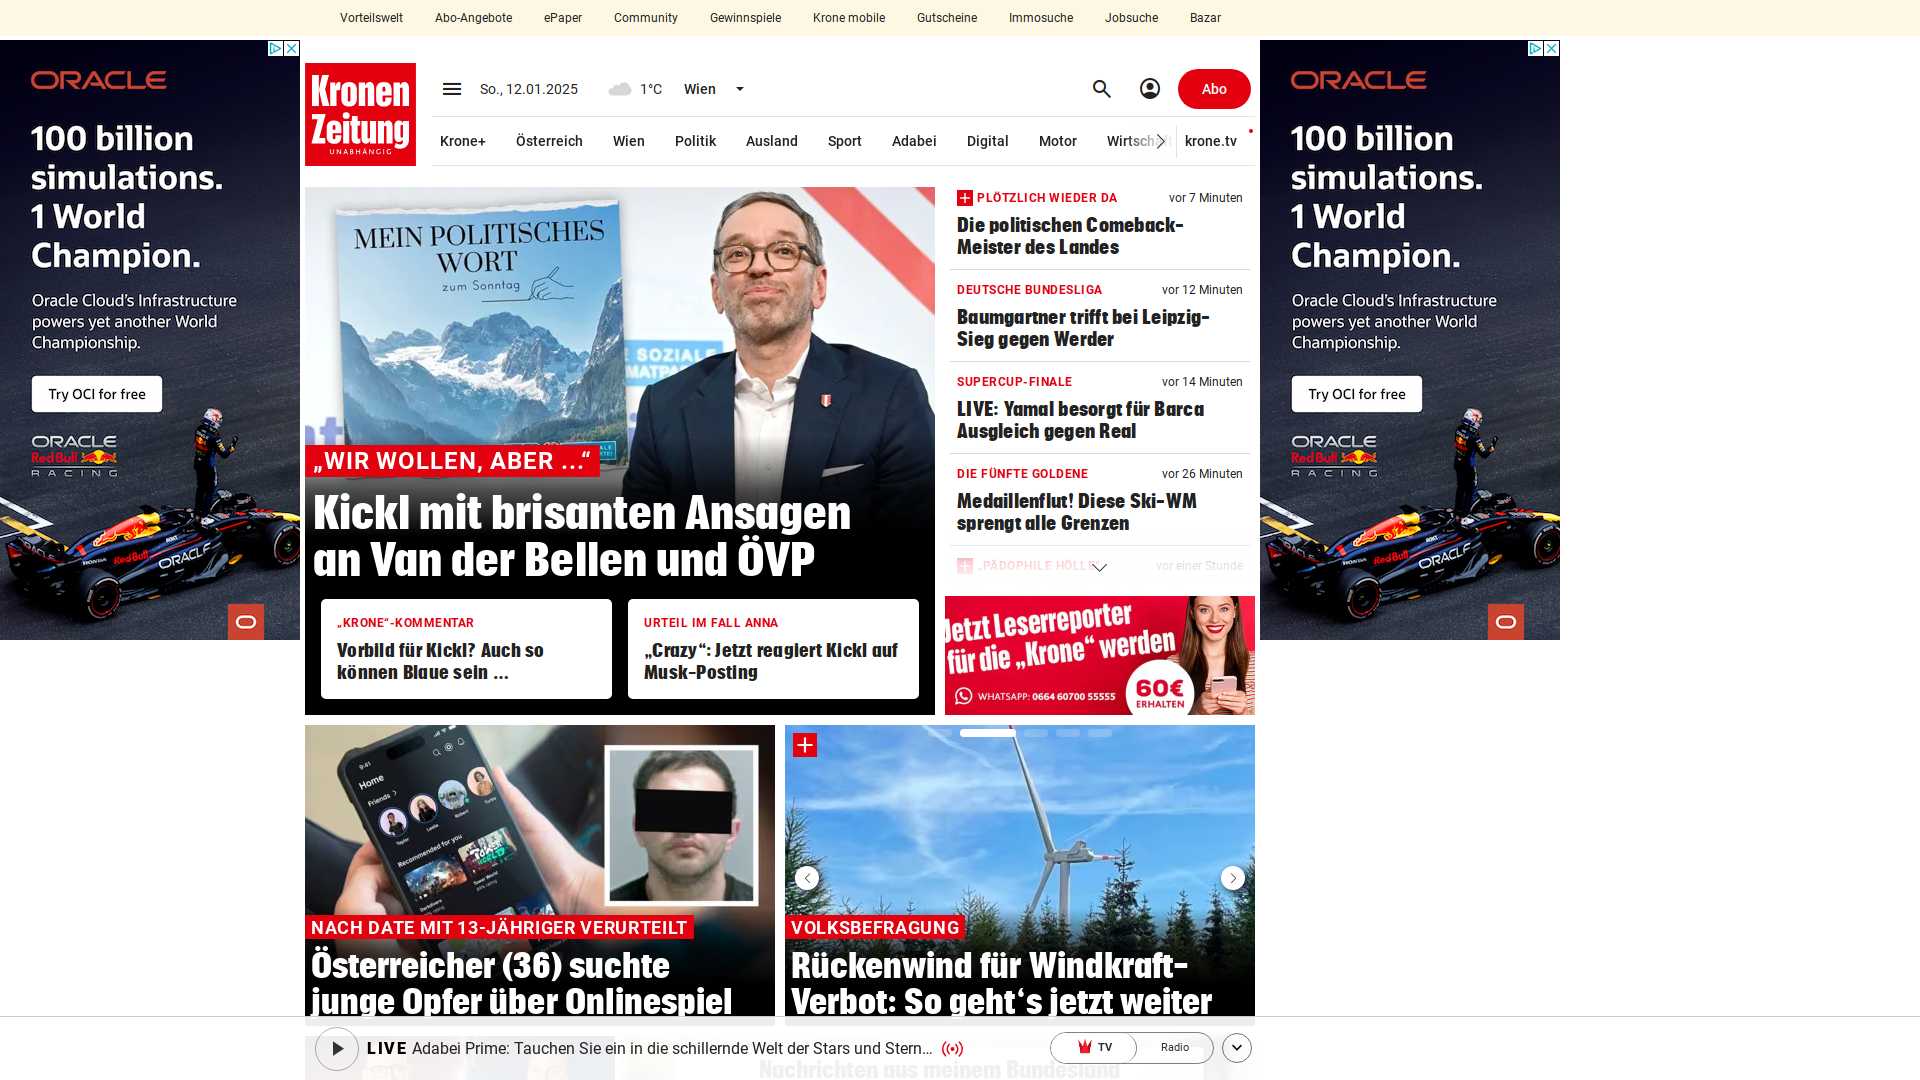 Vorteilswelt Abo-Angebote ePaper Community Gewinnspiele Krone mobile Gutscheine Immosuche Jobsuche Bazar
ORACLE
100 billion
simulations.
1 World
Champion.
Oracle Cloud's Infrastructure
powers yet another World
Championship.
Try OCI for free
ORACLE
Red Bull
RACING
Kronen
Zeitung
UNABHÄNGIG
So., 12.01.2025 1°C Wien
Abo
Krone+ Österreich Wien Politik Ausland Sport Adabei Digital Motor Wirtsch krone.tv
MEIN POLITISCHES
WORT
zum Sonntag
E SOZIALE
„WIR WOLLEN, ABER ...“
Kickl mit brisanten Ansagen
an Van der Bellen und ÖVP
„KRONE“-KOMMENTAR
Vorbild für Kickl? Auch so
können Blaue sein ...
URTEIL IM FALL ANNA
„Crazy“: Jetzt reagiert Kickl auf
Musk-Posting
PLÖTZLICH WIEDER DA vor 7 Minuten
Die politischen Comeback-
Meister des Landes
DEUTSCHE BUNDESLIGA vor 12 Minuten
Baumgartner trifft bei Leipzig-
Sieg gegen Werder
SUPERCUP-FINALE vor 14 Minuten
LIVE: Yamal besorgt für Barca
Ausgleich gegen Real
DIE FÜNFTE GOLDENE vor 26 Minuten
Medaillenflut! Diese Ski-WM
sprengt alle Grenzen
„PÄDOPHILE HÖLLE vor einer Stunde
Jetzt Leserreporter
für die „Krone“ werden
WHATSAPP: 0664 60700 55555
60€
ERHALTEN
9:41
Home
Friends
Recommended for you
NACH DATE MIT 13-JÄHRIGER VERURTEILT
Österreicher (36) suchte
junge Opfer über Onlinespiel
VOLKSBEFRAGUNG
Rückenwind für Windkraft-
Verbot: So geht‘s jetzt weiter
ORACLE
100 billion
simulations.
1 World
Champion.
Oracle Cloud's Infrastructure
powers yet another World
Championship.
Try OCI for free
ORACLE
Red Bull
RACING
LIVE Adabei Prime: Tauchen Sie ein in die schillernde Welt der Stars und Stern...
TV Radio
Nachrichten aus meinem Bundesland